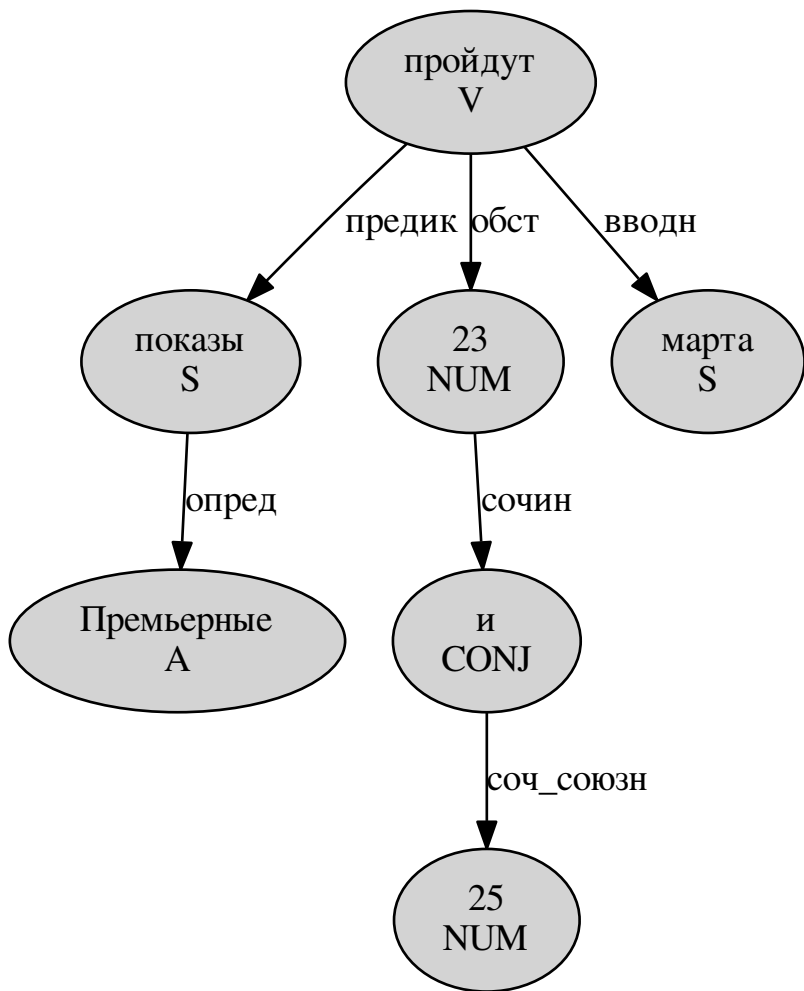 пройдут
V
предик
обст
вводн
показы
S
23
NUM
марта
S
опред
сочин
Премьерные
A
и
CONJ
соч_союзн
25
NUM